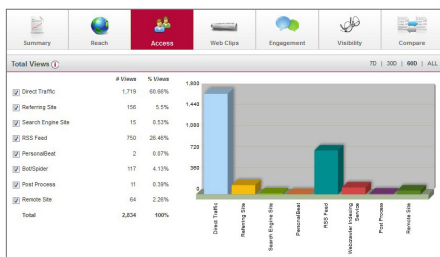 Summary Reach Access Web Clips Engagement Visibility Compare
Total Views 7D | 30D | 60D | ALL
# Views % Views
Direct Traffic 1,719 60.66%
Referring Site 156 5.5%
Search Engine Site 15 0.53%
RSS Feed 750 26.46%
PersonalBeat 2 0.07%
Bot/Spider 117 4.13%
Post Process 11 0.39%
Remote Site 64 2.26%
Total 2,834 100%
1,800
1,440
1,080
720
360
0
Direct Traffic
Referring Site
Search Engine Site
PersonalBeat
RSS Feed
Webcrawler Indexing
Service
Post Process
Remote Site